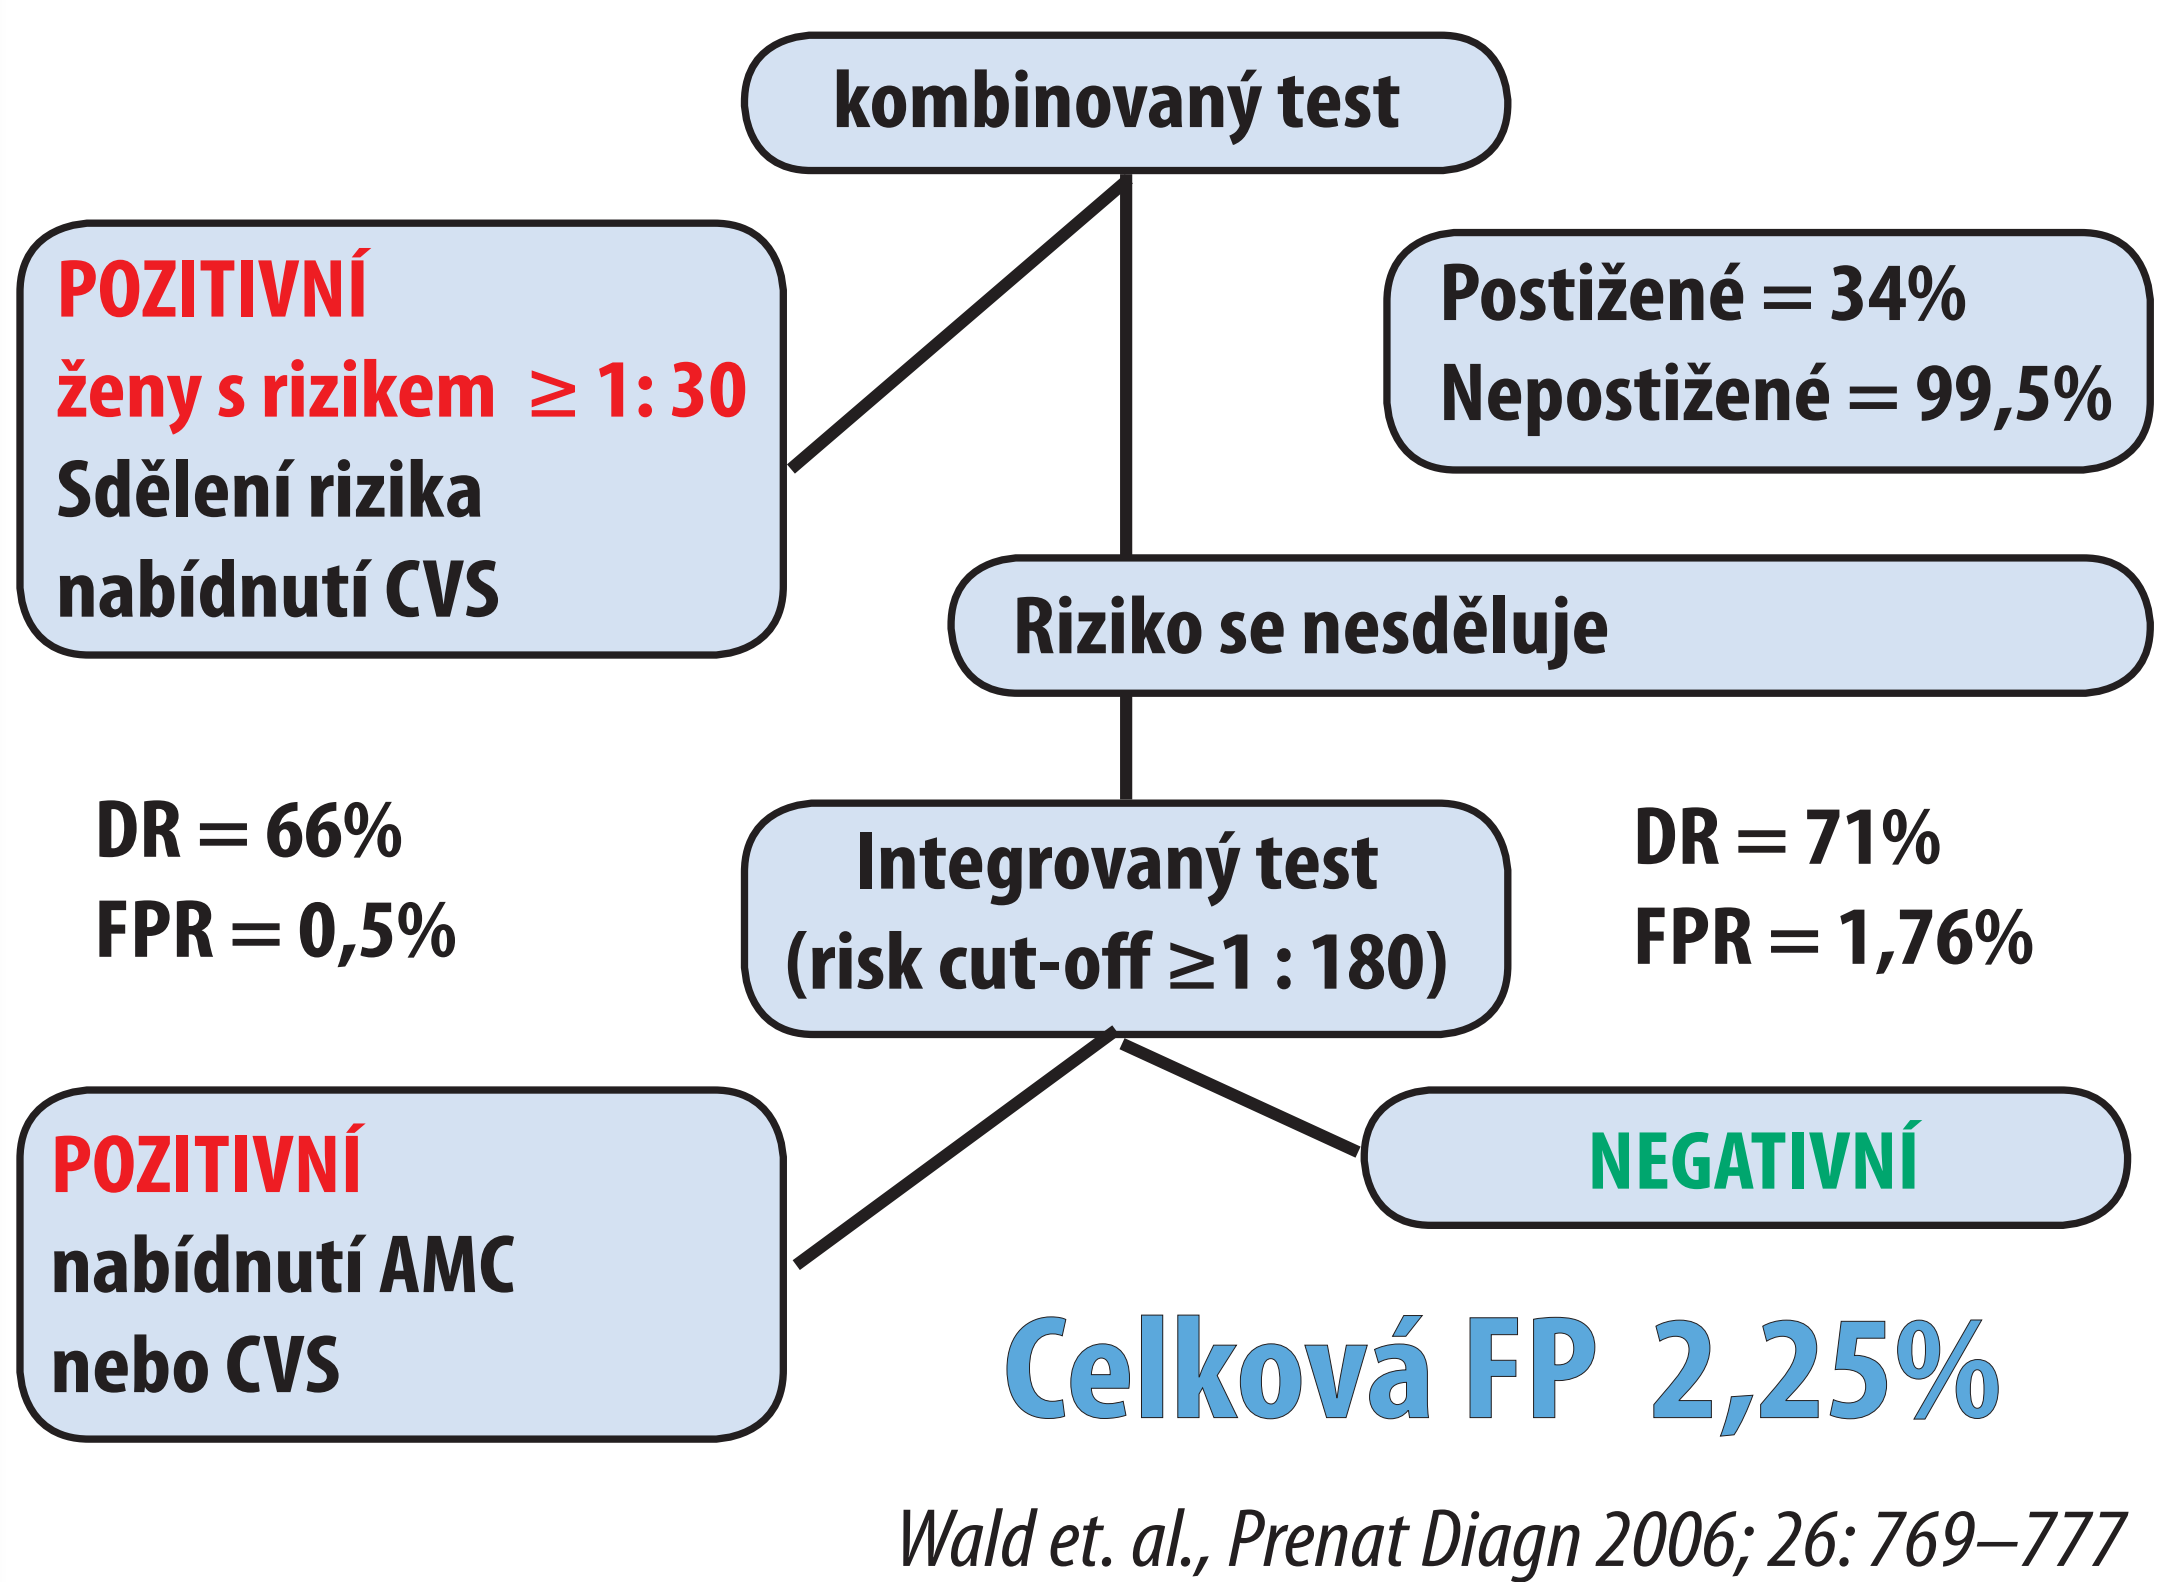 kombinovaný test
POZITIVNÍ
ženy s rizikem ≥ 1: 30
Sdělení rizika
nabídnutí CVS
Postižené = 34%
Nepostižené = 99,5%
Riziko se nesděluje
DR = 66%
FPR = 0,5%
Integrovaný test
(risk cut-off ≥1 : 180)
DR = 71%
FPR = 1,76%
POZITIVNÍ
nabídnutí AMC
nebo CVS
NEGATIVNÍ
Celková FP 2,25%
Wald et. al., Prenat Diagn 2006; 26: 769–777